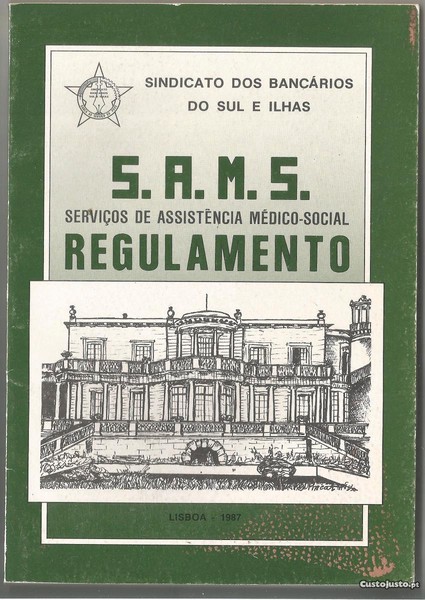 SINDICATO DOS BANCÁRIOS
DO SUL E ILHAS
S.A.M.S.
SERVIÇOS DE ASSISTÊNCIA MÉDICO-SOCIAL
REGULAMENTO
LISBOA - 1987
CustoJusto.pt